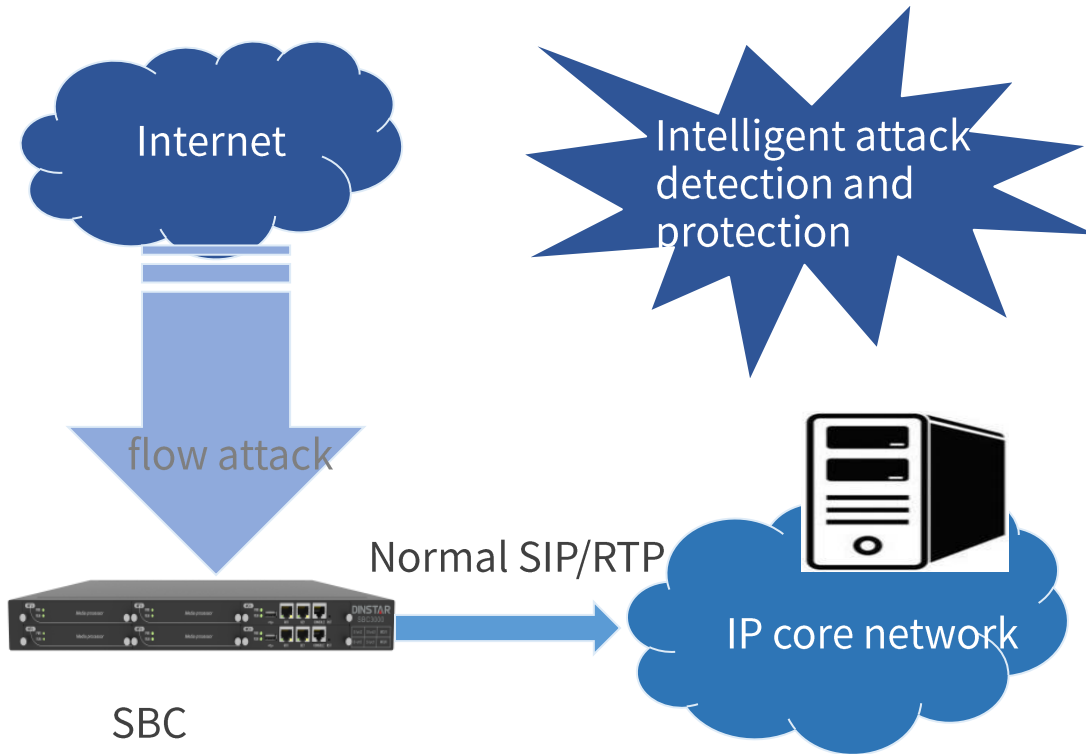 Internet
Intelligent attack
detection and
protection
flow attack
Normal SIP/RTP
DINSTAR
IP core network
SBC